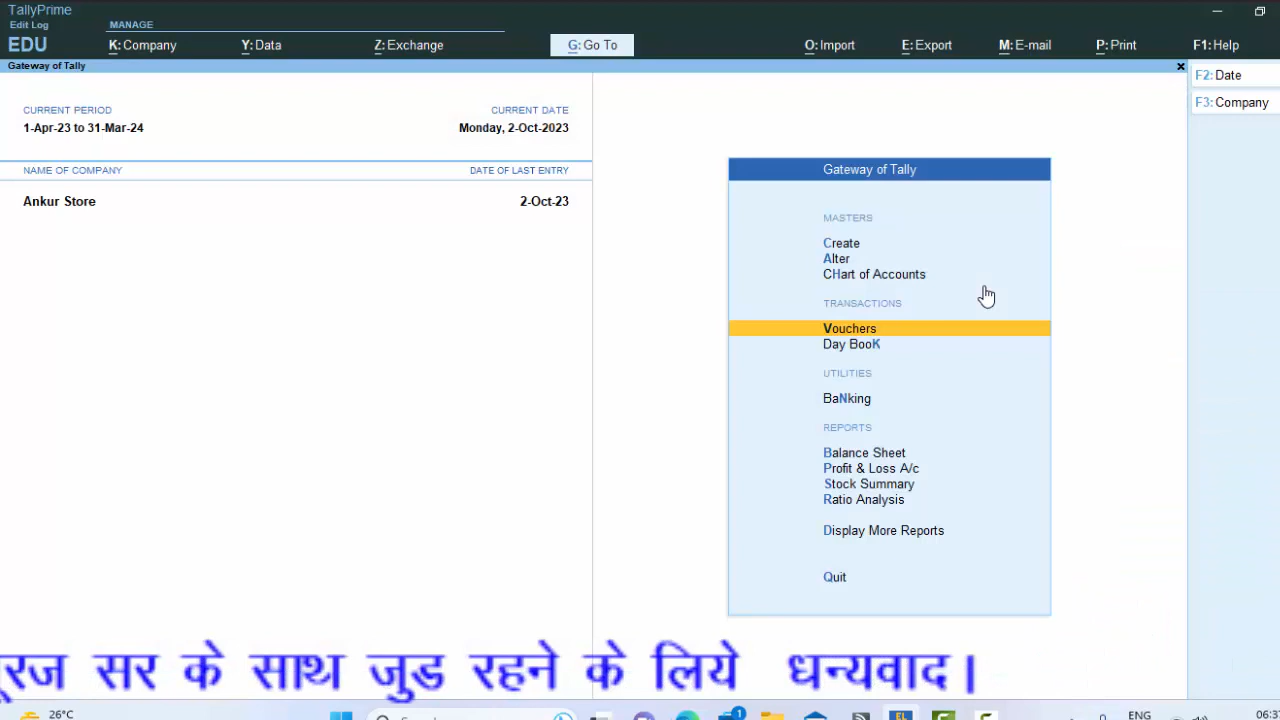 TallyPrime
Edit Log
MANAGE
EDU
K: Company
Y: Data
Z: Exchange
G: Go To
O: Import
E: Export
M: E-mail
P: Print
F1: Help
Gateway of Tally
F2: Date
F3: Company
CURRENT PERIOD
CURRENT DATE
1-Apr-23 to 31-Mar-24
Monday, 2-Oct-2023
NAME OF COMPANY
DATE OF LAST ENTRY
Ankur Store
2-Oct-23
Gateway of Tally
MASTERS
Create
Alter
CHart of Accounts
TRANSACTIONS
Vouchers
Day BooK
UTILITIES
BaNking
REPORTS
Balance Sheet
Profit & Loss A/c
Stock Summary
Ratio Analysis
Display More Reports
Quit
सर के साथ जुड रहने के लिये धन्यवाद।
26°C
1
ENG